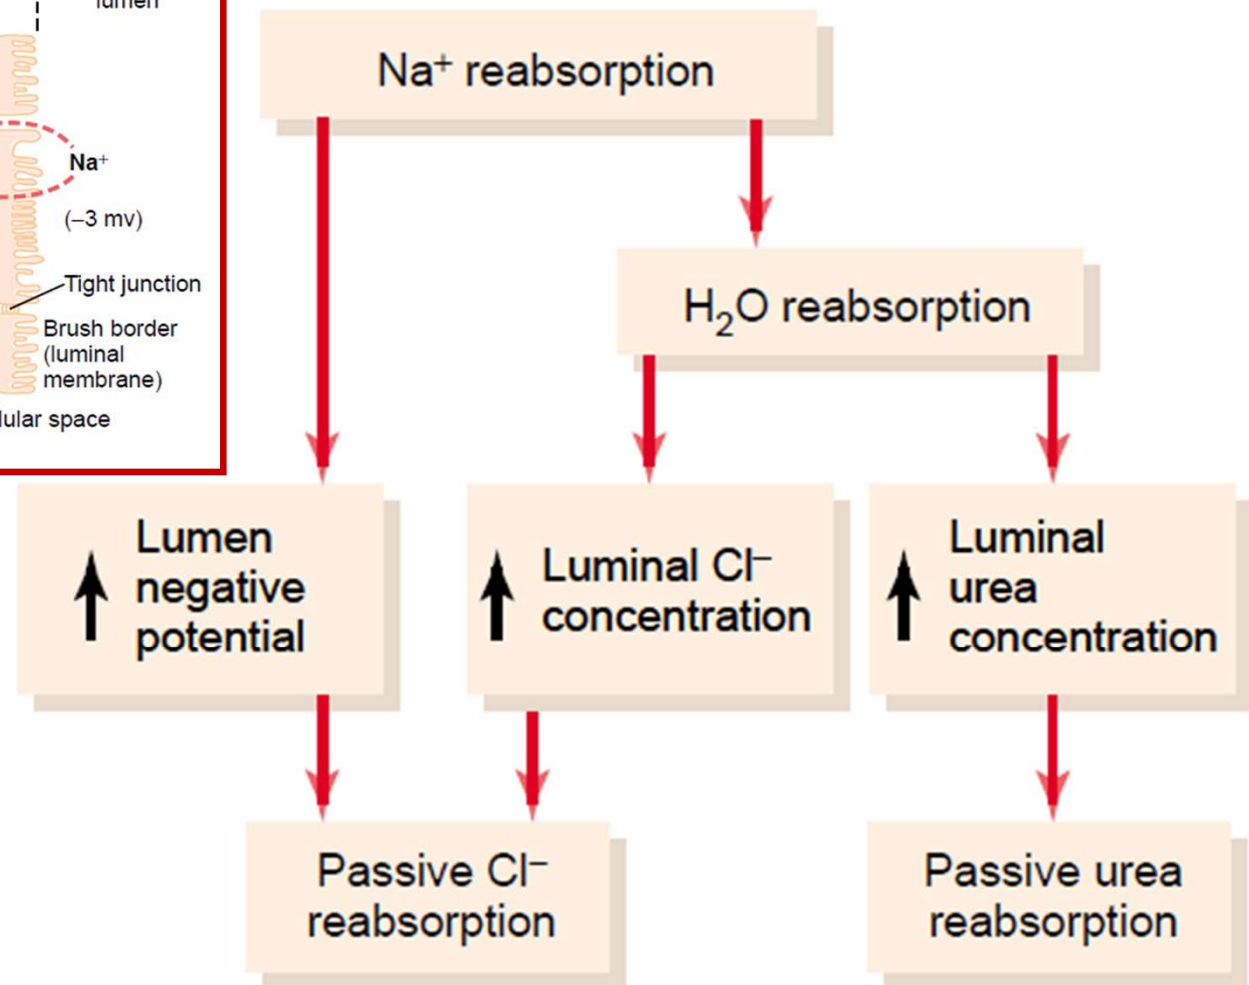 lumen
Na⁺
(–3 mv)
Tight junction
Brush border
(luminal
membrane)
space
Na⁺ reabsorption
H₂O reabsorption
Lumen
negative
potential
Luminal Cl⁻
concentration
Luminal
urea
concentration
Passive Cl⁻
reabsorption
Passive urea
reabsorption